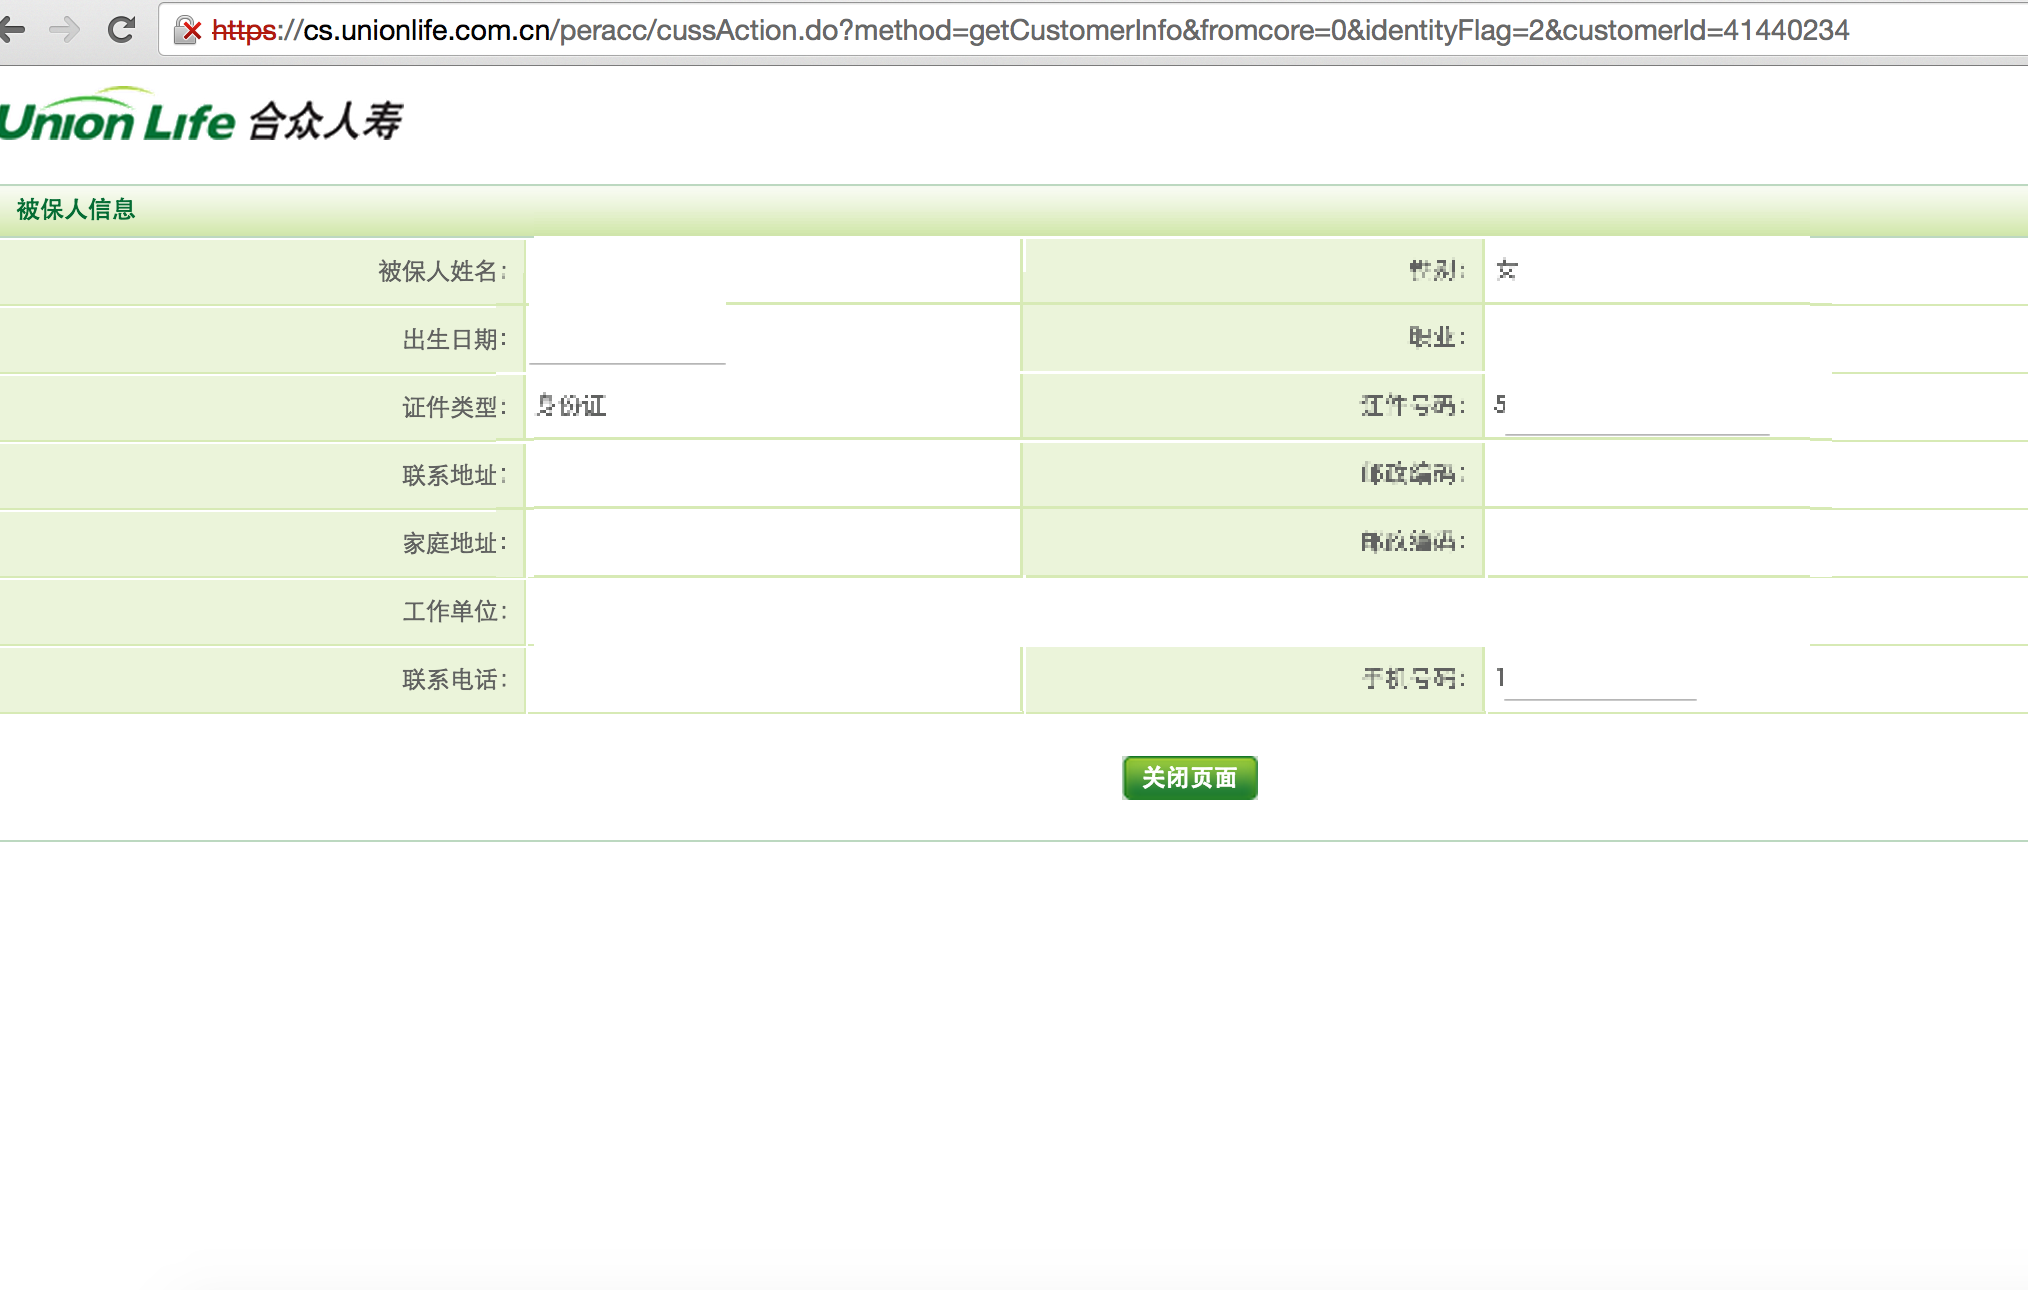 https://cs.unionlife.com.cn/peracc/cussAction.do?method=getCustomerInfo&fromcore=0&identityFlag=2&customerId=41440234
Union Life 合众人寿
被保人信息
被保人姓名: 性别: 女
出生日期: 职业:
证件类型: 身份证 证件号码: 5
联系地址: 邮政编码:
家庭地址: 邮政编码:
工作单位:
联系电话: 手机号码: 1
关闭页面